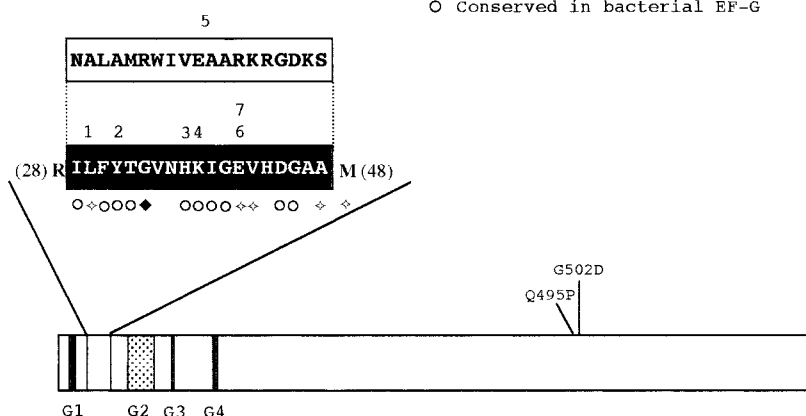 ○ Conserved in bacterial EF-G
5
NALAMRWIVEAARKRGDKS
7
1 2 3 4 6
(28) R ILFYTGVNHKIGEVHDGAA M (48)
G502D
Q495P
G1 G2 G3 G4